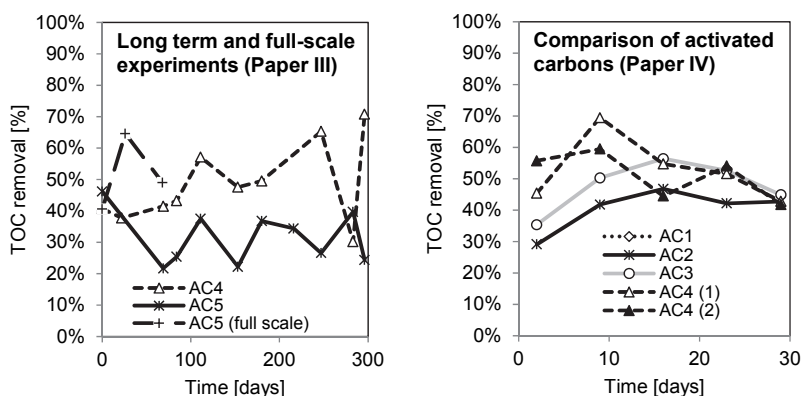 Long term and full-scale
experiments (Paper III)
100%
90%
80%
70%
60%
50%
40%
30%
20%
10%
0%
TOC removal [%]
AC4
AC5
AC5 (full scale)
0 100 200 300
Time [days]
Comparison of activated
carbons (Paper IV)
100%
90%
80%
70%
60%
50%
40%
30%
20%
10%
0%
TOC removal [%]
AC1
AC2
AC3
AC4 (1)
AC4 (2)
0 10 20 30
Time [days]